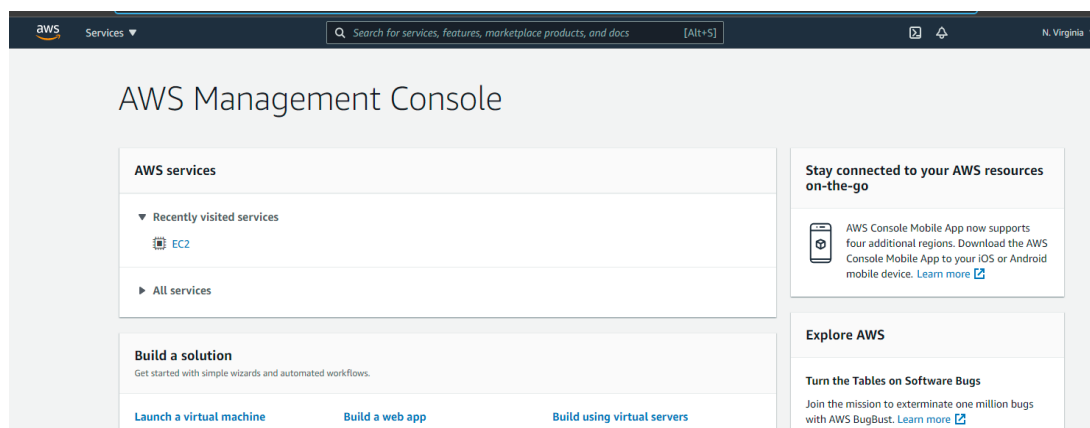 aws
Services ▼
Search for services, features, marketplace products, and docs
[Alt+S]
N. Virginia
AWS Management Console
AWS services
▼ Recently visited services
EC2
▶ All services
Build a solution
Get started with simple wizards and automated workflows.
Launch a virtual machine
Build a web app
Build using virtual servers
Stay connected to your AWS resources
on-the-go
AWS Console Mobile App now supports
four additional regions. Download the AWS
Console Mobile App to your iOS or Android
mobile device. Learn more
Explore AWS
Turn the Tables on Software Bugs
Join the mission to exterminate one million bugs
with AWS BugBust. Learn more